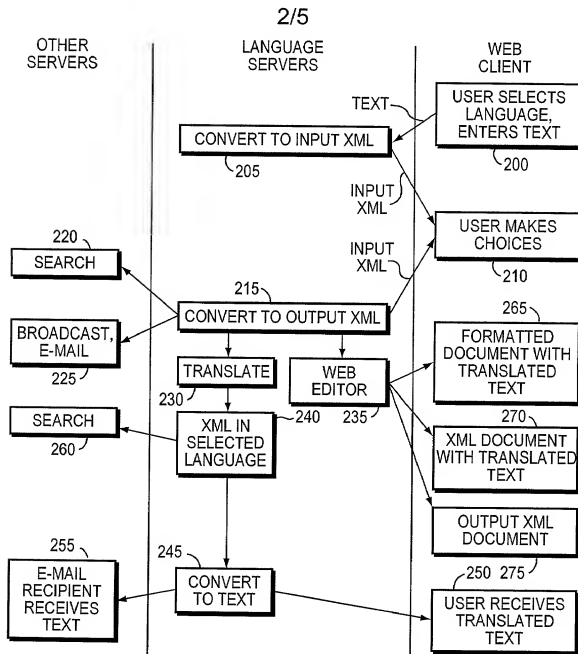 2/5
OTHER
SERVERS
LANGUAGE
SERVERS
WEB
CLIENT
TEXT
USER SELECTS
LANGUAGE,
ENTERS TEXT
200
CONVERT TO INPUT XML
205
INPUT
XML
USER MAKES
CHOICES
210
INPUT
XML
220
SEARCH
215
CONVERT TO OUTPUT XML
BROADCAST,
E-MAIL
225
TRANSLATE
230
WEB
EDITOR
235
265
FORMATTED
DOCUMENT WITH
TRANSLATED
TEXT
SEARCH
260
240
XML IN
SELECTED
LANGUAGE
270
XML DOCUMENT
WITH TRANSLATED
TEXT
OUTPUT XML
DOCUMENT
275
255
E-MAIL
RECIPIENT
RECEIVES
TEXT
245
CONVERT
TO TEXT
250
USER RECEIVES
TRANSLATED
TEXT